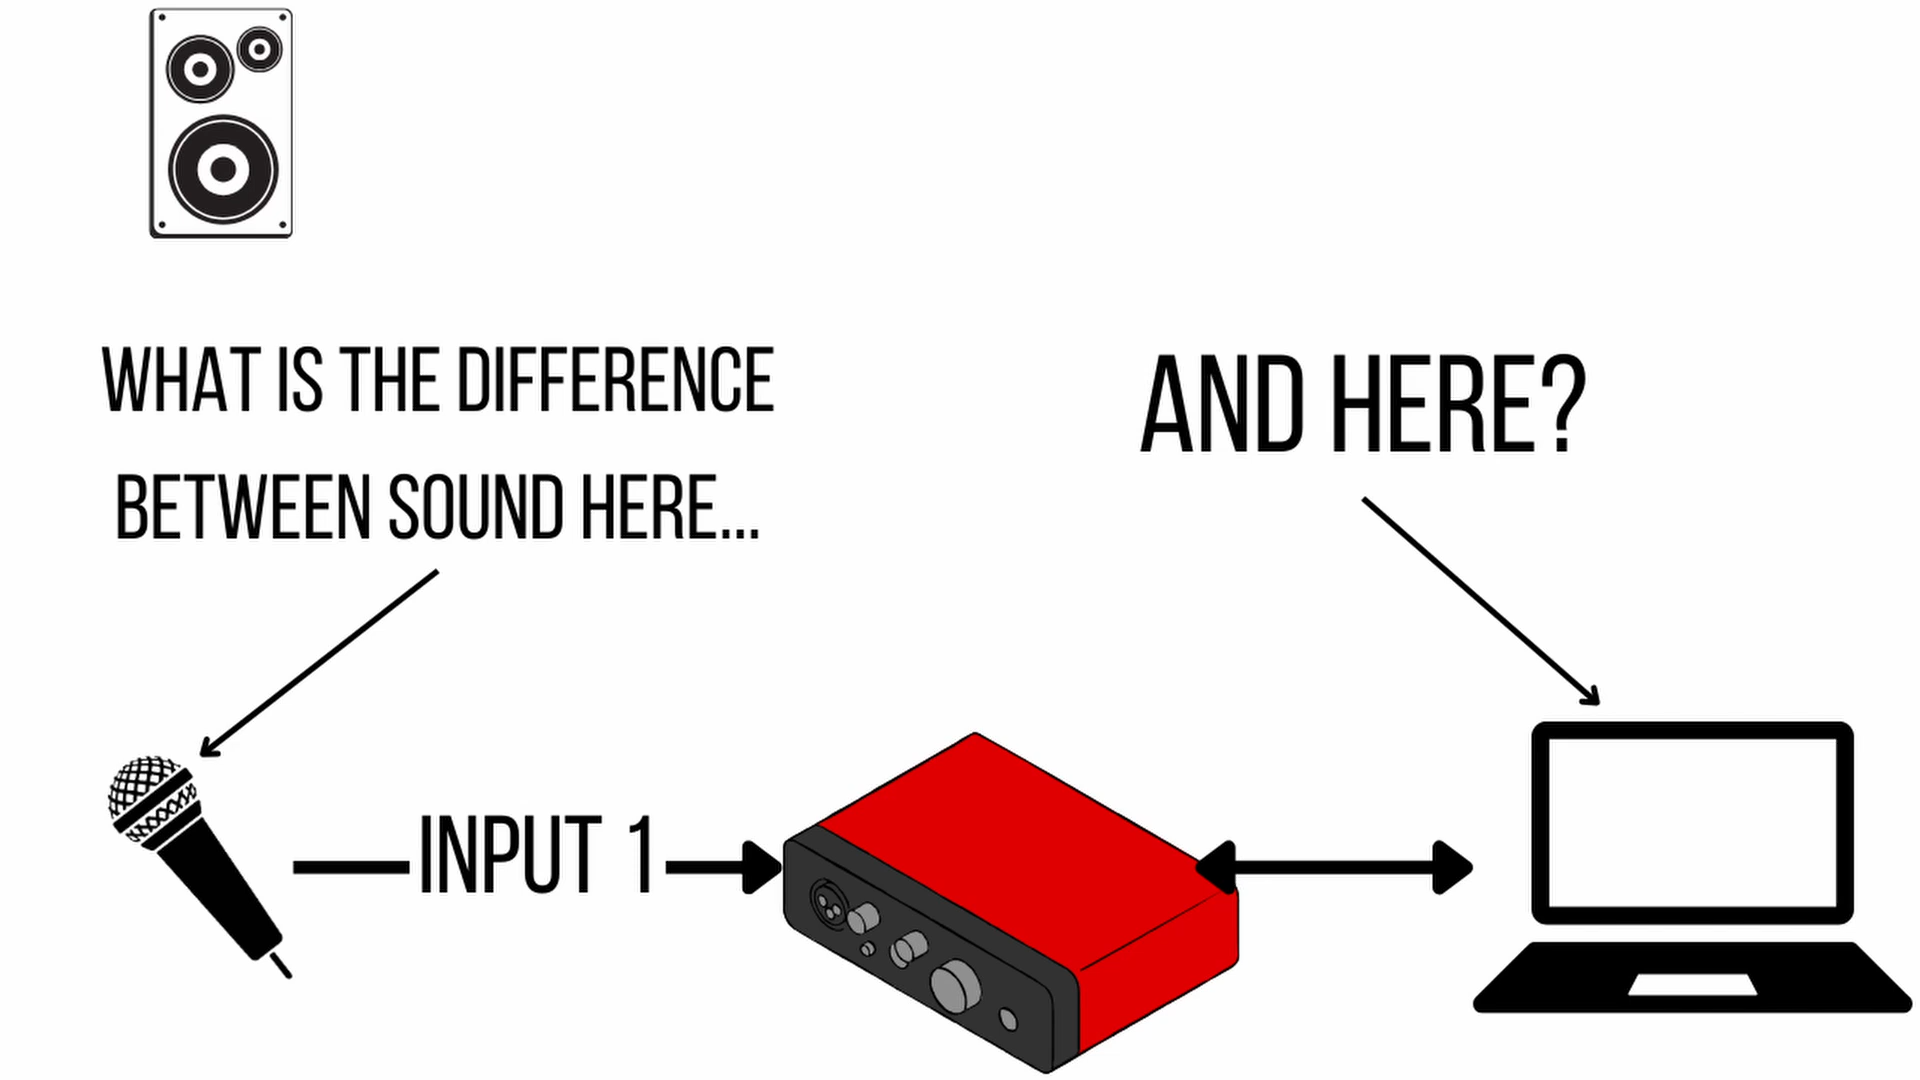 WHAT IS THE DIFFERENCE
BETWEEN SOUND HERE...
AND HERE?
INPUT 1